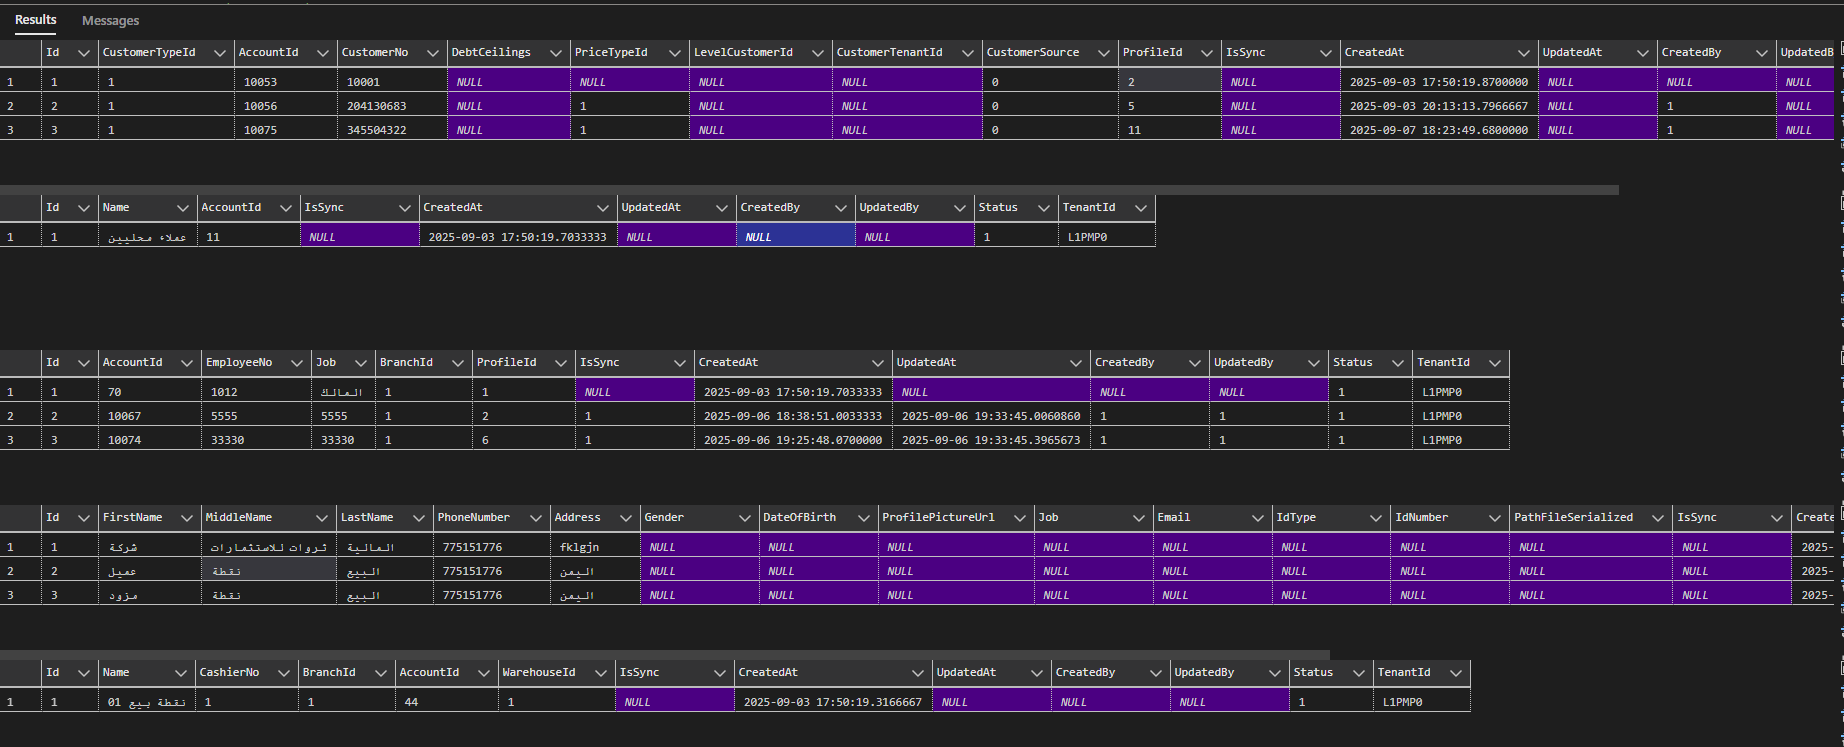 Results Messages
Id CustomerTypeId AccountId CustomerNo DebtCeilings PriceTypeId LevelCustomerId CustomerTenantId CustomerSource ProfileId IsSync CreatedAt UpdatedAt CreatedBy UpdatedB
1 1 1 10053 10001 NULL NULL NULL NULL 0 2 NULL 2025-09-03 17:50:19.8700000 NULL NULL NULL
2 2 1 10056 204130683 NULL 1 NULL NULL 0 5 NULL 2025-09-03 20:13:13.7966667 NULL 1 NULL
3 3 1 10075 345504322 NULL 1 NULL NULL 0 11 NULL 2025-09-07 18:23:49.6800000 NULL 1 NULL
Id Name AccountId IsSync CreatedAt UpdatedAt CreatedBy UpdatedBy Status TenantId
1 1 عملاء محليين 11 NULL 2025-09-03 17:50:19.7033333 NULL NULL NULL 1 L1PMP0
Id AccountId EmployeeNo Job BranchId ProfileId IsSync CreatedAt UpdatedAt CreatedBy UpdatedBy Status TenantId
1 1 70 1012 المالك 1 1 NULL 2025-09-03 17:50:19.7033333 NULL NULL NULL 1 L1PMP0
2 2 10067 5555 5555 1 2 1 2025-09-06 18:38:51.0033333 2025-09-06 19:33:45.0060860 1 1 1 L1PMP0
3 3 10074 33330 33330 1 6 1 2025-09-06 19:25:48.0700000 2025-09-06 19:33:45.3965673 1 1 1 L1PMP0
Id FirstName MiddleName LastName PhoneNumber Address Gender DateOfBirth ProfilePictureUrl Job Email IdType IdNumber PathFileSerialized IsSync Create
1 1 شركة ثروات للاستثمارات المالية 775151776 fklgjn NULL NULL NULL NULL NULL NULL NULL NULL NULL 2025-
2 2 عميل نقطة البيع 775151776 اليمن NULL NULL NULL NULL NULL NULL NULL NULL NULL 2025-
3 3 مزود نقطة البيع 775151776 اليمن NULL NULL NULL NULL NULL NULL NULL NULL NULL 2025-
Id Name CashierNo BranchId AccountId WarehouseId IsSync CreatedAt UpdatedAt CreatedBy UpdatedBy Status TenantId
1 1 نقطة بيع 01 1 1 44 1 NULL 2025-09-03 17:50:19.3166667 NULL NULL NULL 1 L1PMP0